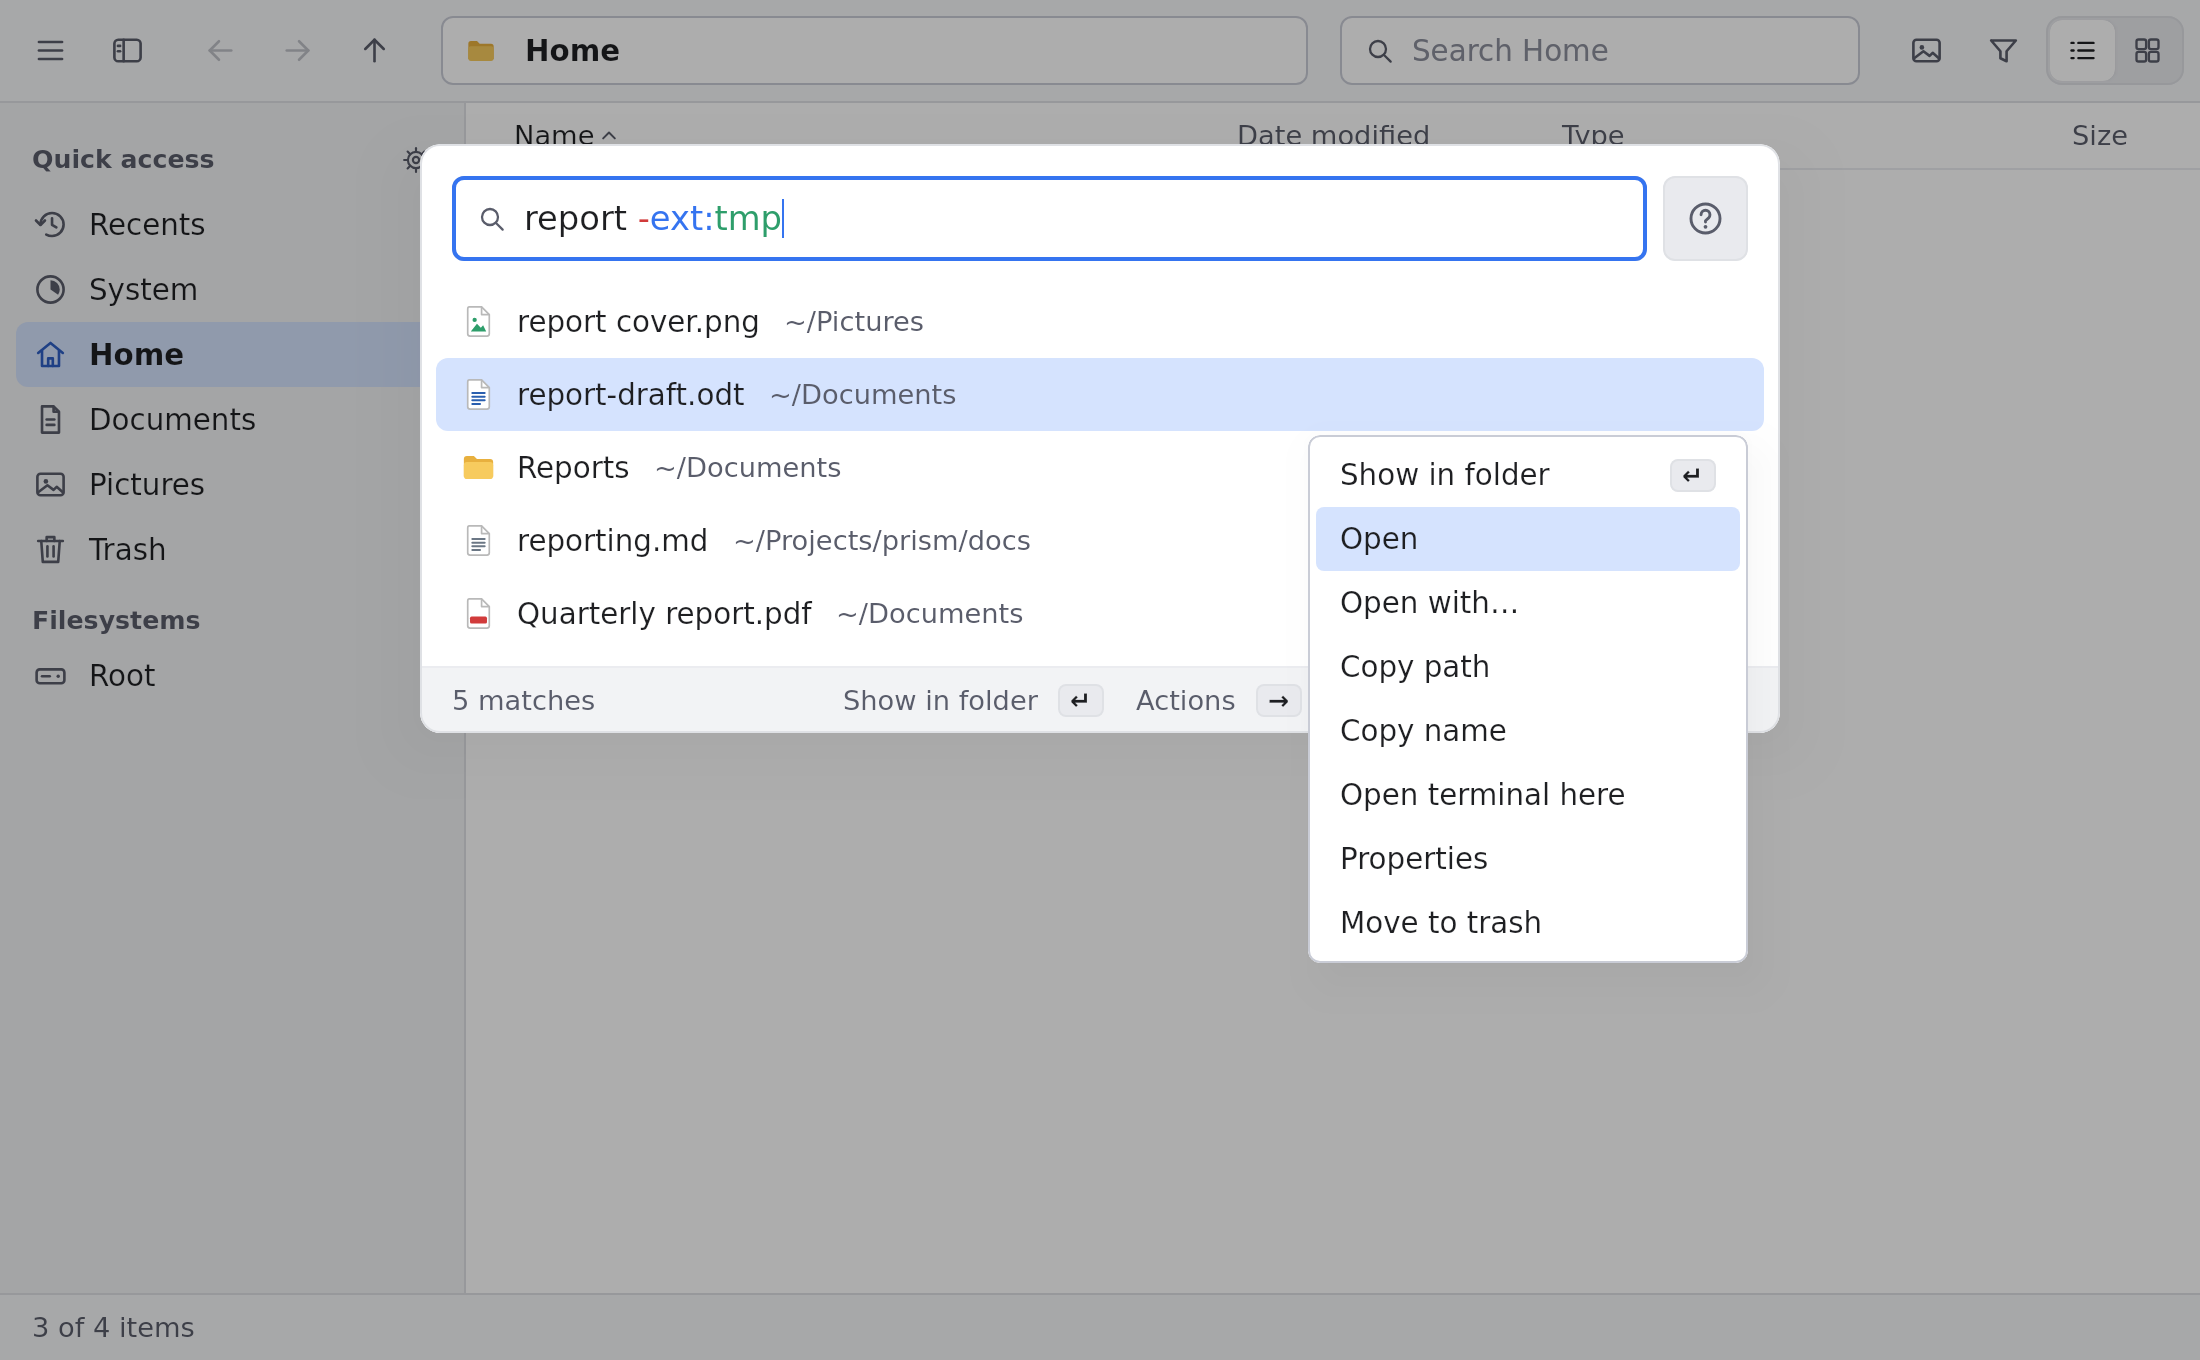 Home
Search Home
Name
Date modified
Type
Size
Quick access
Recents
System
Home
Documents
Pictures
Trash
Filesystems
Root
report -ext:tmp
report cover.png ~/Pictures
report-draft.odt ~/Documents
Reports ~/Documents
reporting.md ~/Projects/prism/docs
Quarterly report.pdf ~/Documents
5 matches
Show in folder ↵
Actions →
Show in folder ↵
Open
Open with…
Copy path
Copy name
Open terminal here
Properties
Move to trash
3 of 4 items